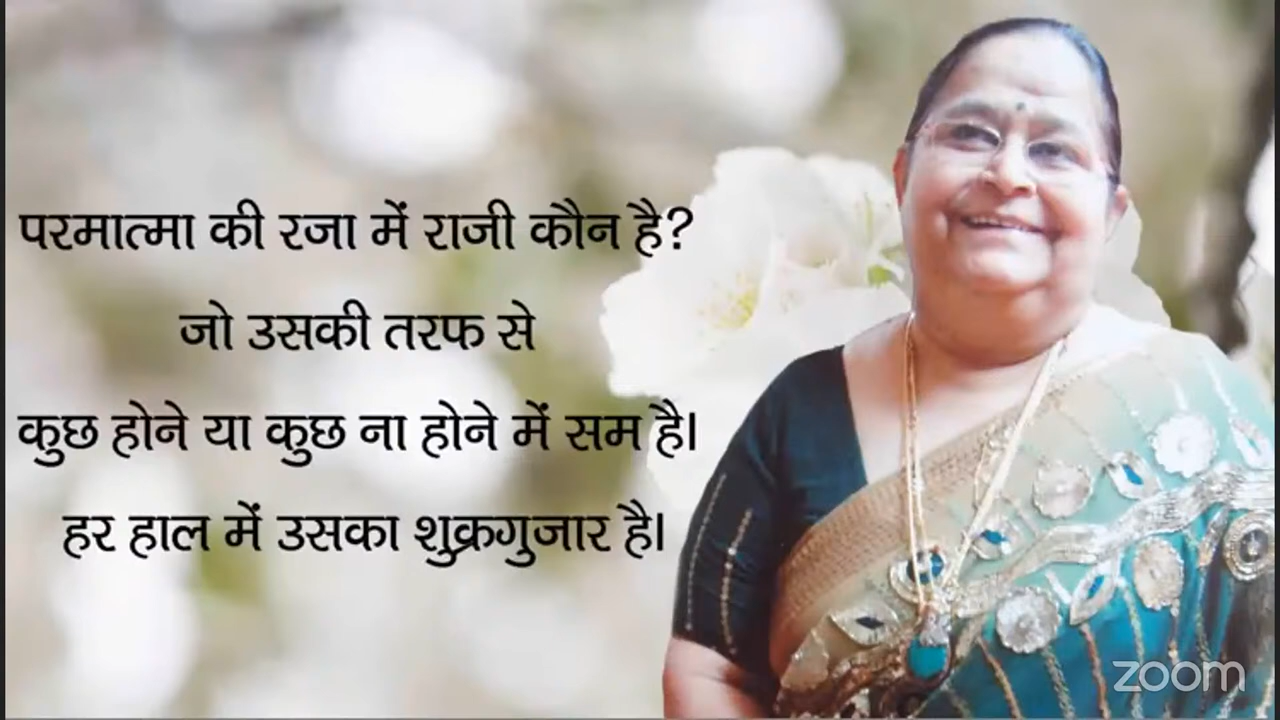 परमात्मा की रजा में राजी कौन है?
जो उसकी तरफ से
कुछ होने या कुछ ना होने में सम है।
हर हाल में उसका शुक्रगुजार है।
zoom